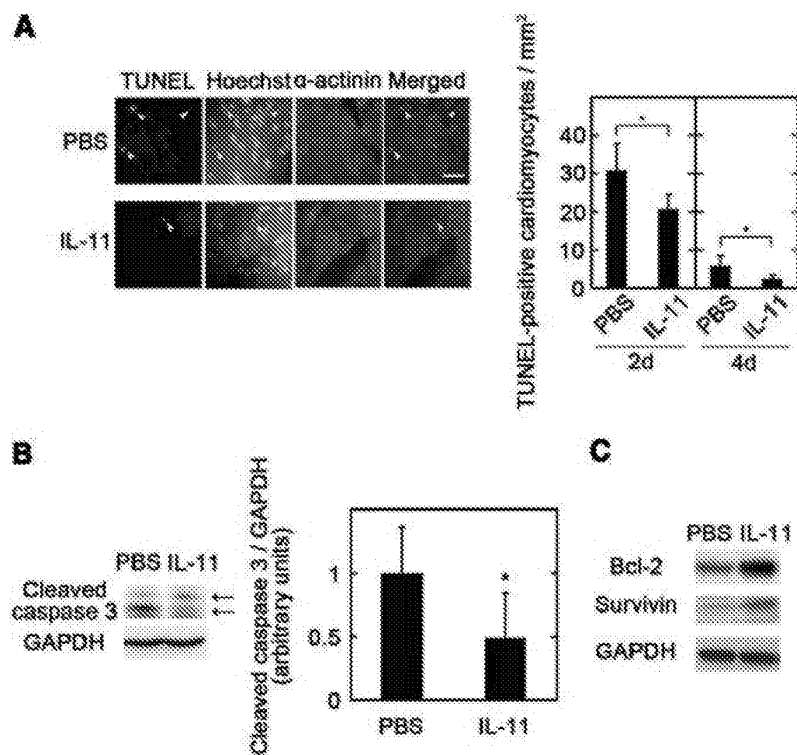 A
TUNEL Hoechst α-actinin Merged
PBS
IL-11
TUNEL-positive cardiomyocytes / mm²
40
30
20
10
0
* *
PBS IL-11 PBS IL-11
2d 4d
B
PBS IL-11
Cleaved
caspase 3
GAPDH
Cleaved caspase 3 / GAPDH
(arbitrary units)
1
0.5
0
*
PBS IL-11
C
PBS IL-11
Bcl-2
Survivin
GAPDH